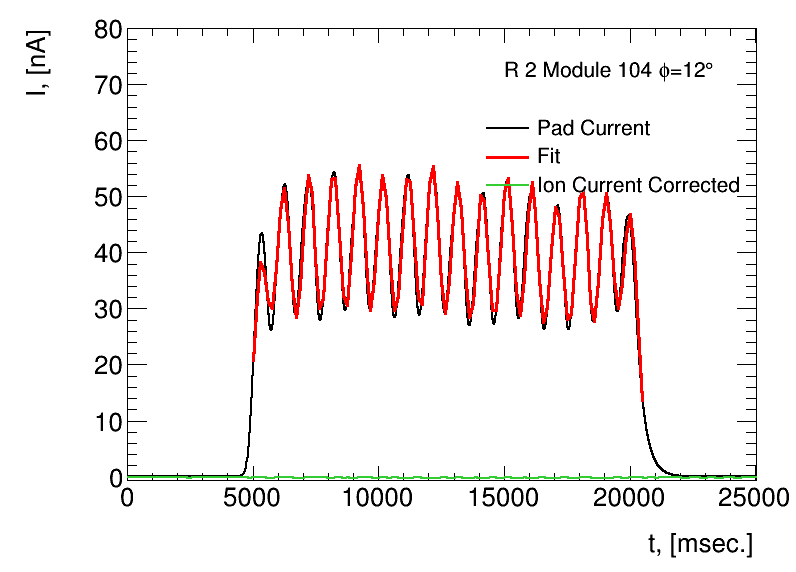 I, [nA]
80
70
60
50
40
30
20
10
0
R 2 Module 104 ϕ=12°
Pad Current
Fit
Ion Current Corrected
0 5000 10000 15000 20000 25000
t, [msec.]